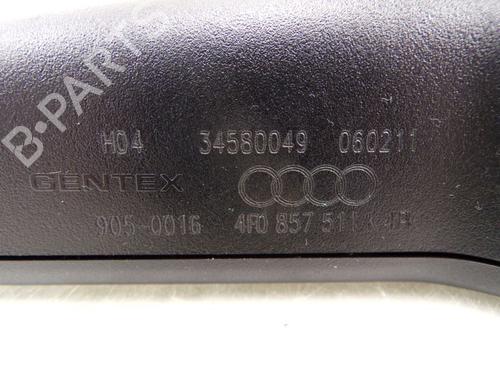 B-PARTS
H04 34580049 060211
GENTEX
905-0016 4F0 857 511